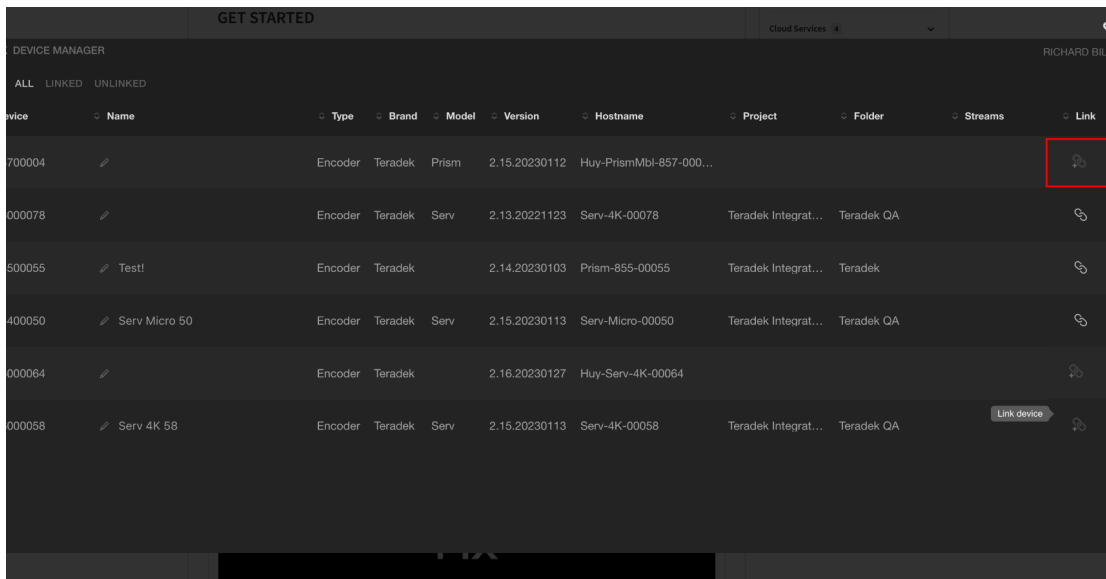 GET STARTED
Cloud Services 4
DEVICE MANAGER
RICHARD BIL
ALL LINKED UNLINKED
evice Name Type Brand Model Version Hostname Project Folder Streams Link
700004 Encoder Teradek Prism 2.15.20230112 Huy-PrismMbl-857-000...
000078 Encoder Teradek Serv 2.13.20221123 Serv-4K-00078 Teradek Integrat... Teradek QA
500055 Test! Encoder Teradek 2.14.20230103 Prism-855-00055 Teradek Integrat... Teradek
400050 Serv Micro 50 Encoder Teradek Serv 2.15.20230113 Serv-Micro-00050 Teradek Integrat... Teradek QA
000064 Encoder Teradek 2.16.20230127 Huy-Serv-4K-00064
Link device
000058 Serv 4K 58 Encoder Teradek Serv 2.15.20230113 Serv-4K-00058 Teradek Integrat... Teradek QA